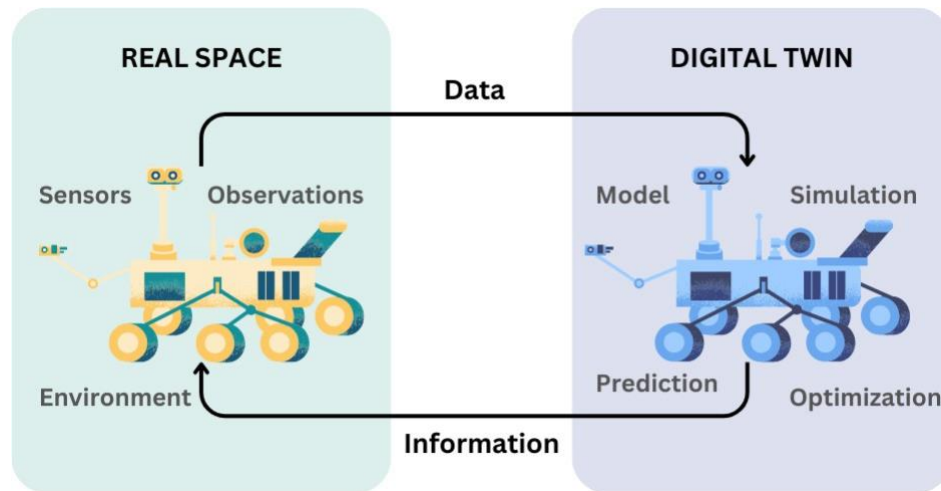 REAL SPACE
DIGITAL TWIN
Data
Sensors
Observations
Model
Simulation
Environment
Prediction
Optimization
Information